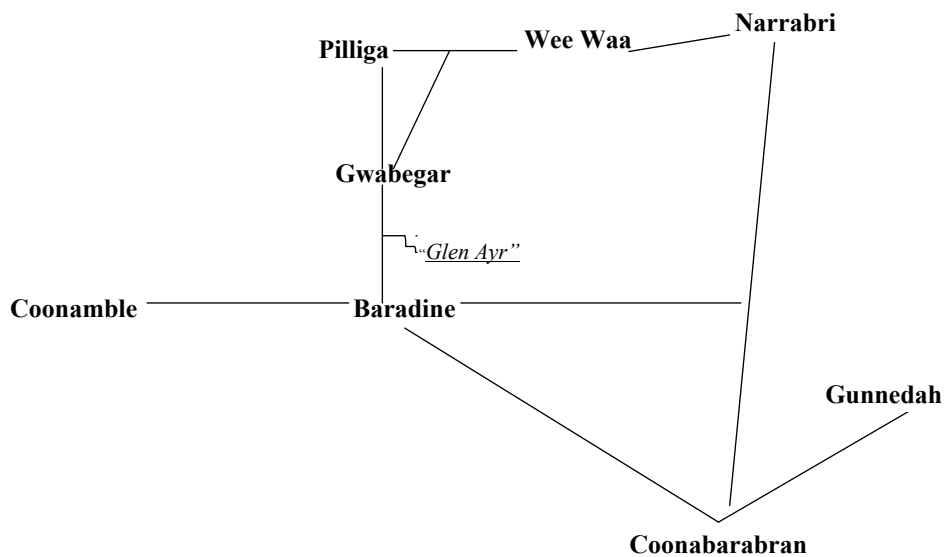 Narrabri
Wee Waa
Pilliga
Gwabegar
“Glen Ayr”
Coonamble
Baradine
Gunnedah
Coonabarabran